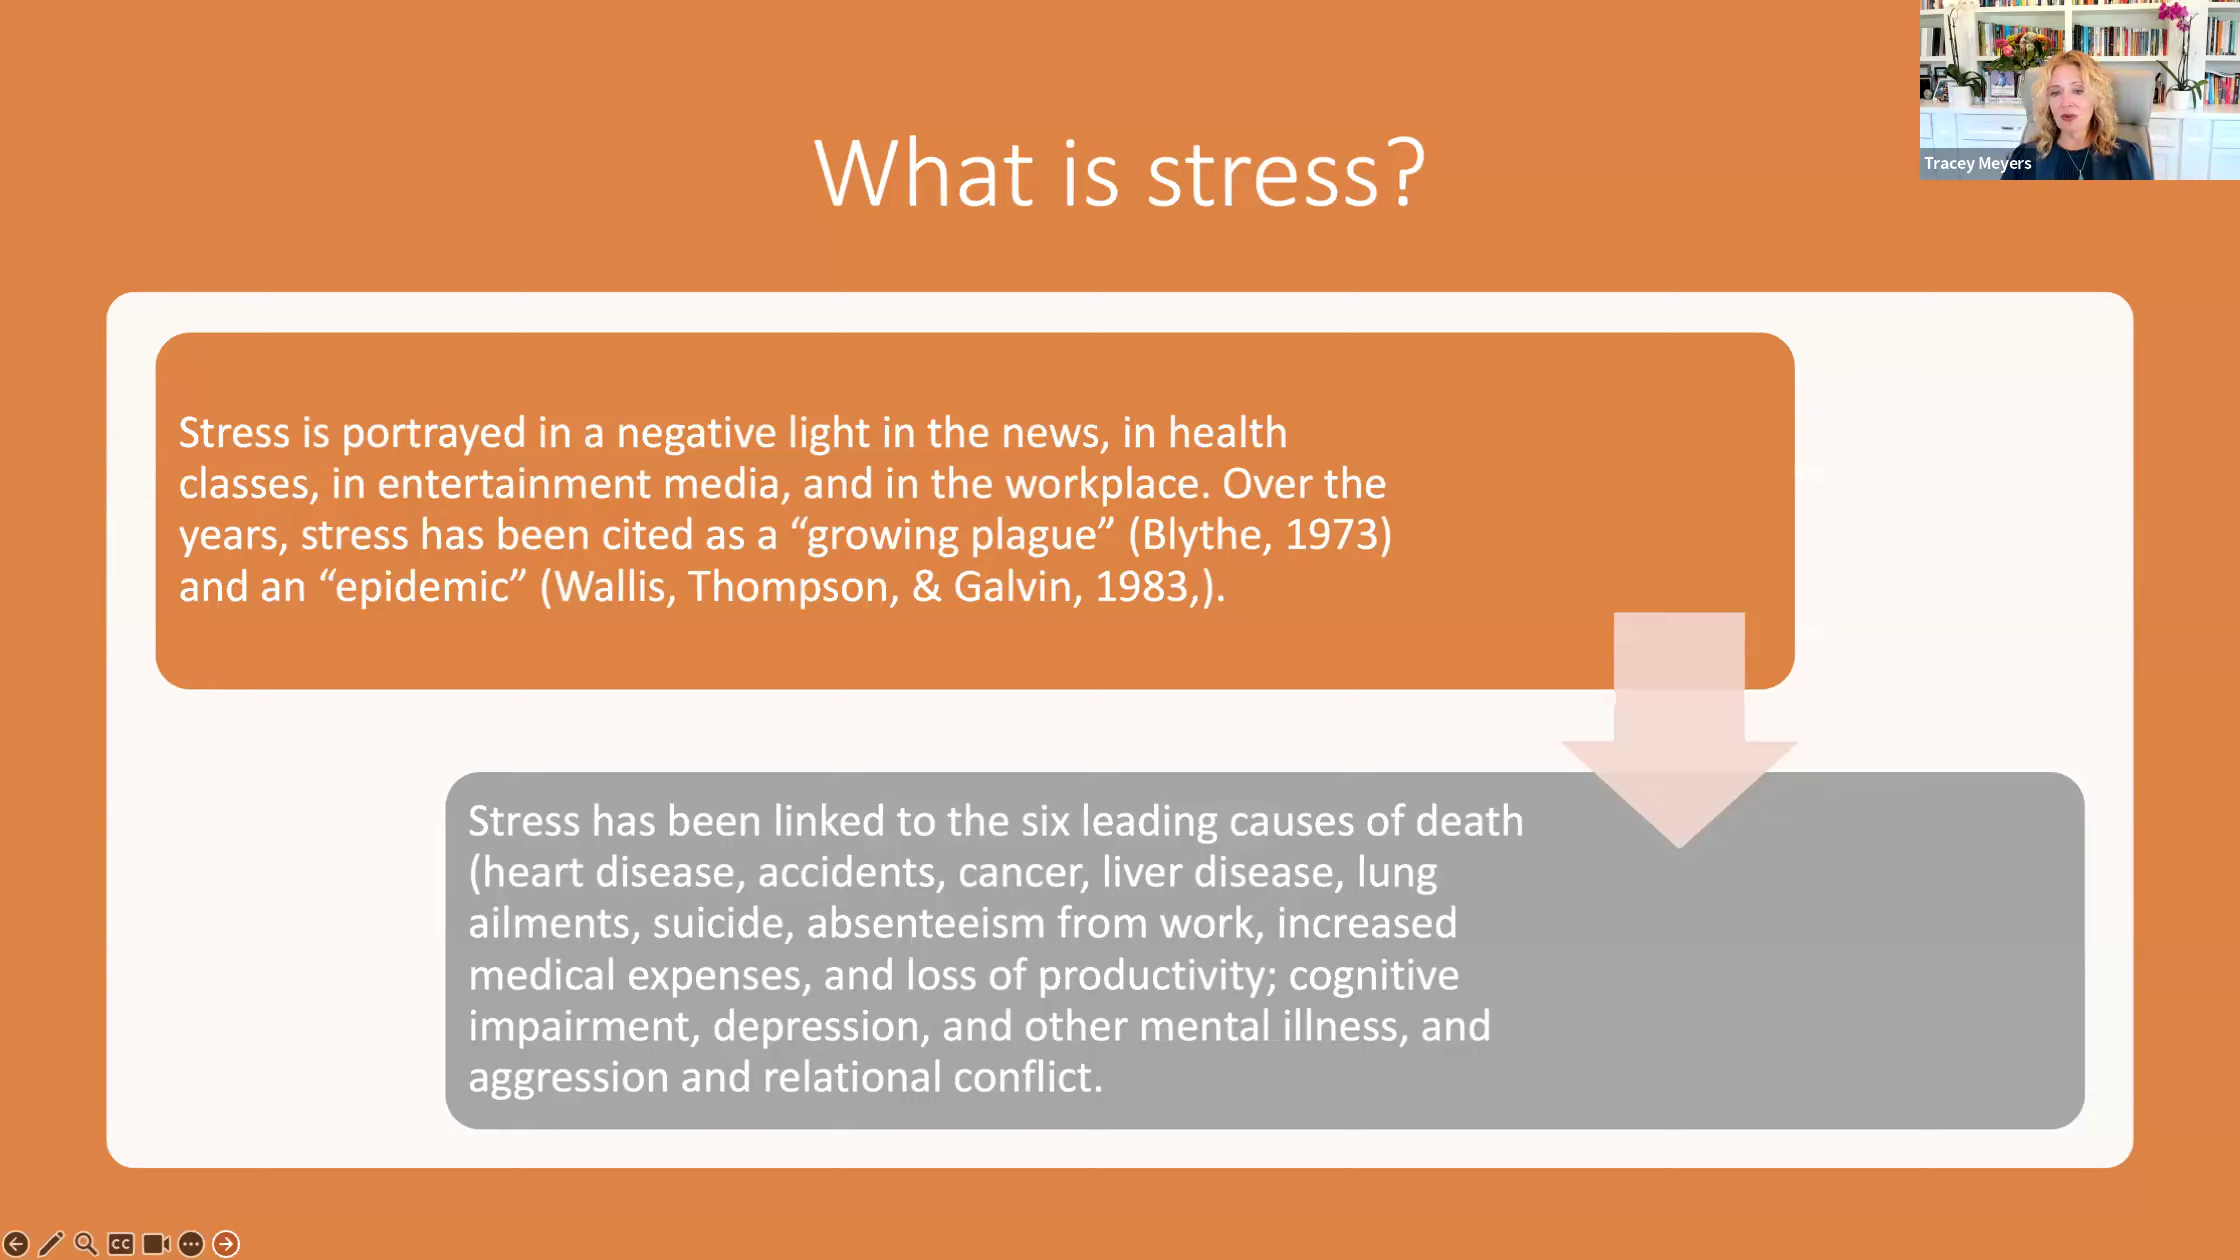 What is stress?
Tracey Meyers
Stress is portrayed in a negative light in the news, in health
classes, in entertainment media, and in the workplace. Over the
years, stress has been cited as a “growing plague” (Blythe, 1973)
and an “epidemic” (Wallis, Thompson, & Galvin, 1983,).
Stress has been linked to the six leading causes of death
(heart disease, accidents, cancer, liver disease, lung
ailments, suicide, absenteeism from work, increased
medical expenses, and loss of productivity; cognitive
impairment, depression, and other mental illness, and
aggression and relational conflict.
CC